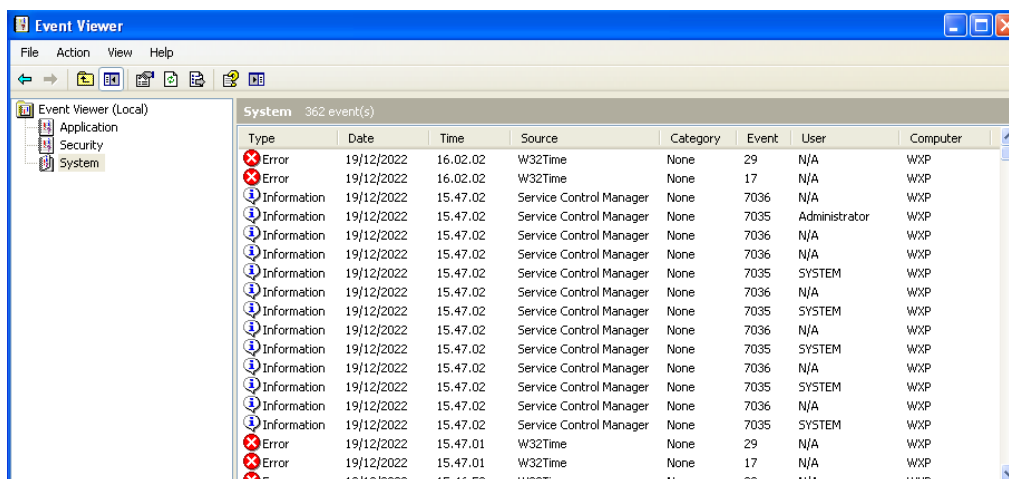 Event Viewer
File Action View Help
Event Viewer (Local)
Application
Security
System
System 362 event(s)
Type Date Time Source Category Event User Computer
Error 19/12/2022 16.02.02 W32Time None 29 N/A WXP
Error 19/12/2022 16.02.02 W32Time None 17 N/A WXP
Information 19/12/2022 15.47.02 Service Control Manager None 7036 N/A WXP
Information 19/12/2022 15.47.02 Service Control Manager None 7035 Administrator WXP
Information 19/12/2022 15.47.02 Service Control Manager None 7036 N/A WXP
Information 19/12/2022 15.47.02 Service Control Manager None 7036 N/A WXP
Information 19/12/2022 15.47.02 Service Control Manager None 7035 SYSTEM WXP
Information 19/12/2022 15.47.02 Service Control Manager None 7036 N/A WXP
Information 19/12/2022 15.47.02 Service Control Manager None 7035 SYSTEM WXP
Information 19/12/2022 15.47.02 Service Control Manager None 7036 N/A WXP
Information 19/12/2022 15.47.02 Service Control Manager None 7035 SYSTEM WXP
Information 19/12/2022 15.47.02 Service Control Manager None 7036 N/A WXP
Information 19/12/2022 15.47.02 Service Control Manager None 7035 SYSTEM WXP
Information 19/12/2022 15.47.02 Service Control Manager None 7036 N/A WXP
Information 19/12/2022 15.47.02 Service Control Manager None 7035 SYSTEM WXP
Error 19/12/2022 15.47.01 W32Time None 29 N/A WXP
Error 19/12/2022 15.47.01 W32Time None 17 N/A WXP